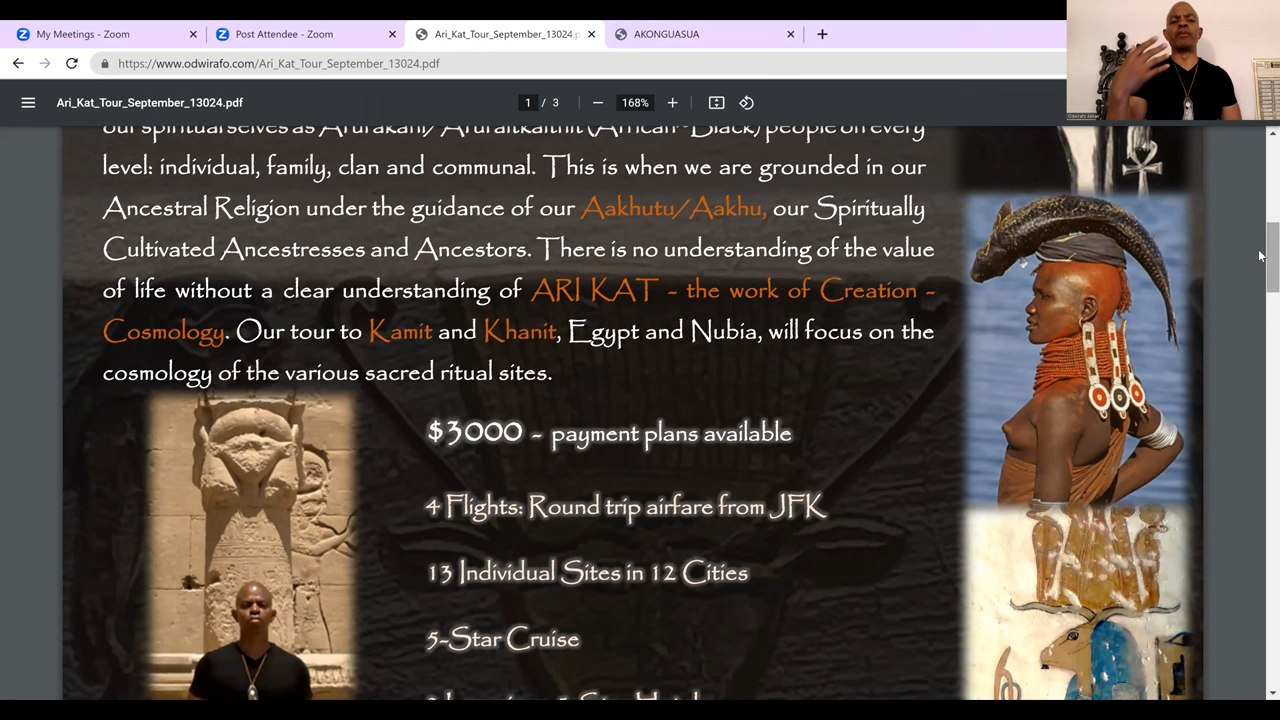 My Meetings - Zoom
Post Attendee - Zoom
Ari_Kat_Tour_September_13024.p
AKONGUASUA
https://www.odwirafo.com/Ari_Kat_Tour_September_13024.pdf
Ari_Kat_Tour_September_13024.pdf
1 / 3
168%
people on every
level: individual, family, clan and communal. This is when we are grounded in our
Ancestral Religion under the guidance of our Aakhutu/Aakhu, our Spiritually
Cultivated Ancestresses and Ancestors. There is no understanding of the value
of life without a clear understanding of ARI KAT - the work of Creation -
Cosmology. Our tour to Kamit and Khanit, Egypt and Nubia, will focus on the
cosmology of the various sacred ritual sites.
$3000 - payment plans available
4 Flights: Round trip airfare from JFK
13 Individual Sites in 12 Cities
5-Star Cruise